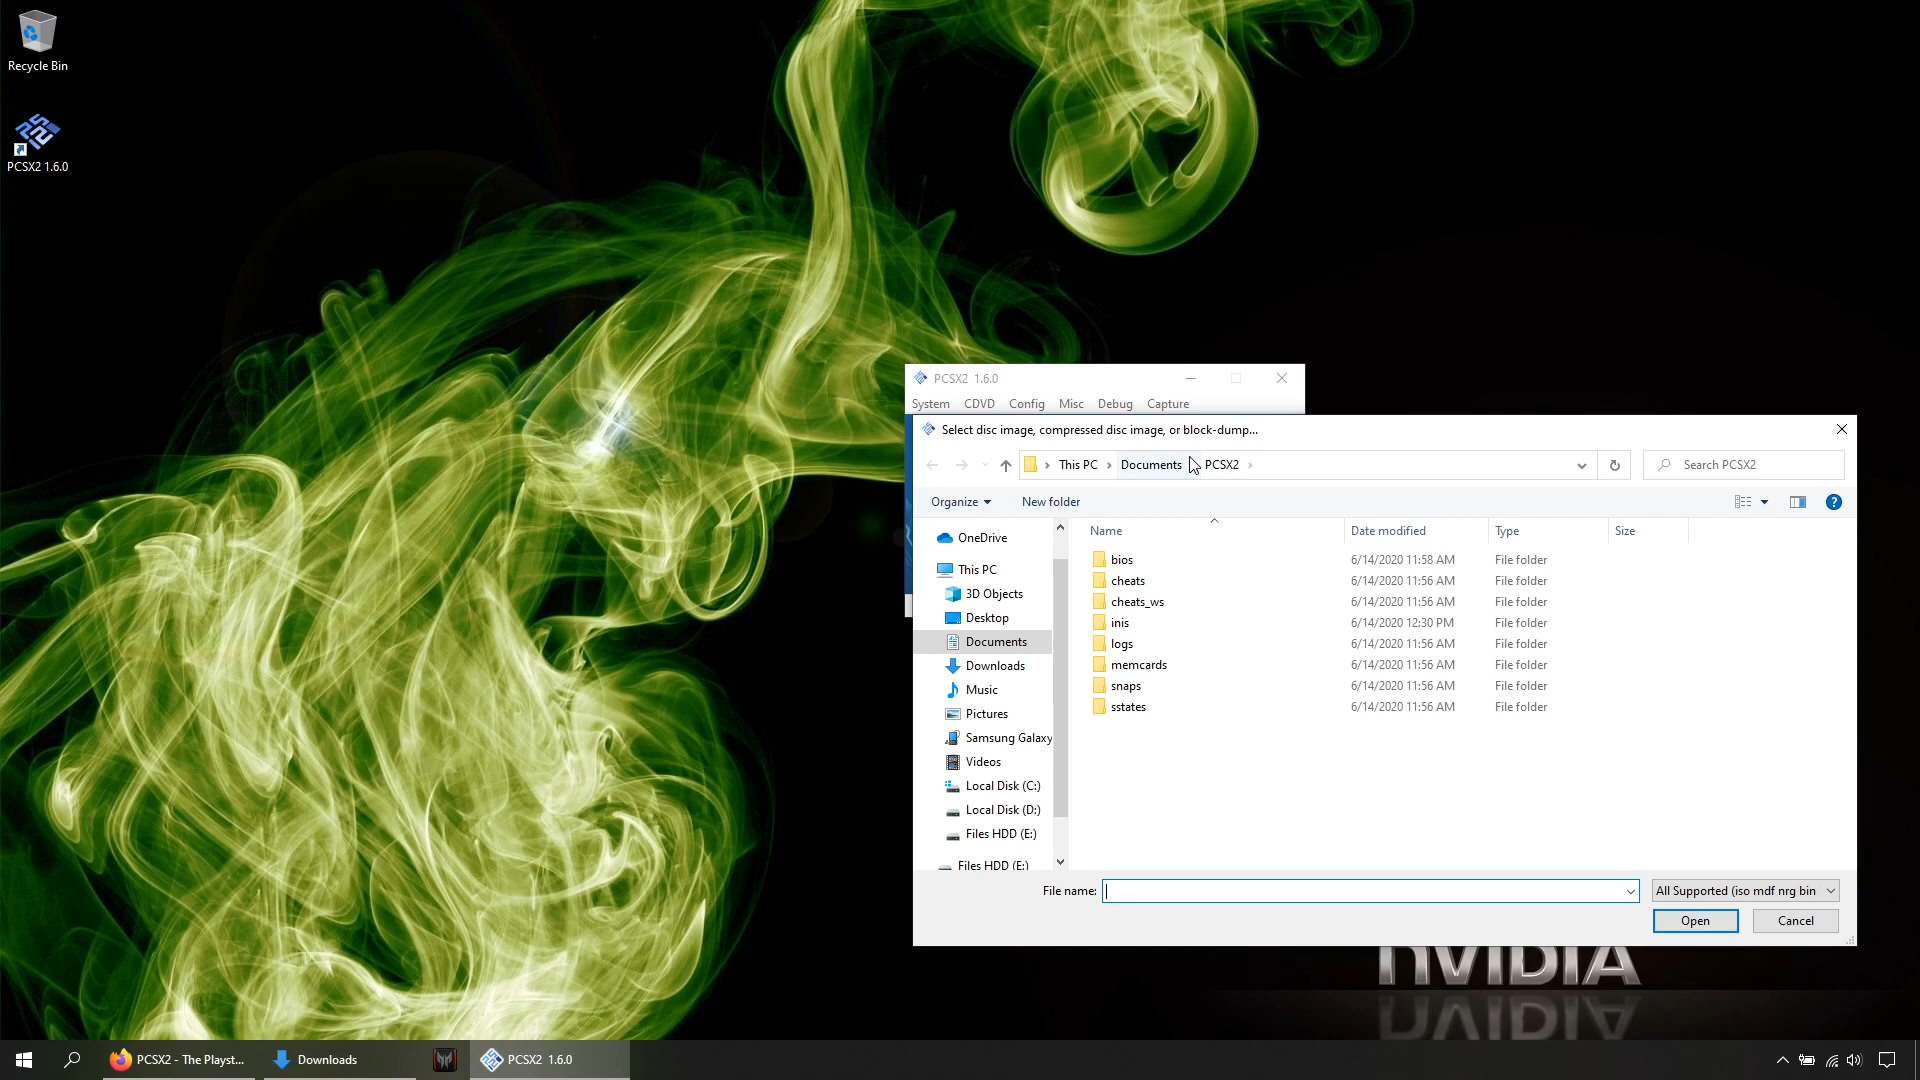 Recycle Bin
PCSX2 1.6.0
PCSX2 1.6.0
System CDVD Config Misc Debug Capture
Select disc image, compressed disc image, or block-dump...
This PC Documents PCSX2
Search PCSX2
Organize New folder
Name Date modified Type Size
OneDrive
This PC
3D Objects
Desktop
Documents
Downloads
Music
Pictures
Samsung Galaxy
Videos
Local Disk (C:)
Local Disk (D:)
Files HDD (E:)
Files HDD (E:)
bios 6/14/2020 11:58 AM File folder
cheats 6/14/2020 11:56 AM File folder
cheats_ws 6/14/2020 11:56 AM File folder
inis 6/14/2020 12:30 PM File folder
logs 6/14/2020 11:56 AM File folder
memcards 6/14/2020 11:56 AM File folder
snaps 6/14/2020 11:56 AM File folder
sstates 6/14/2020 11:56 AM File folder
File name: All Supported (iso mdf nrg bin
Open Cancel
NVIDIA
PCSX2 - The Playst... Downloads PCSX2 1.6.0